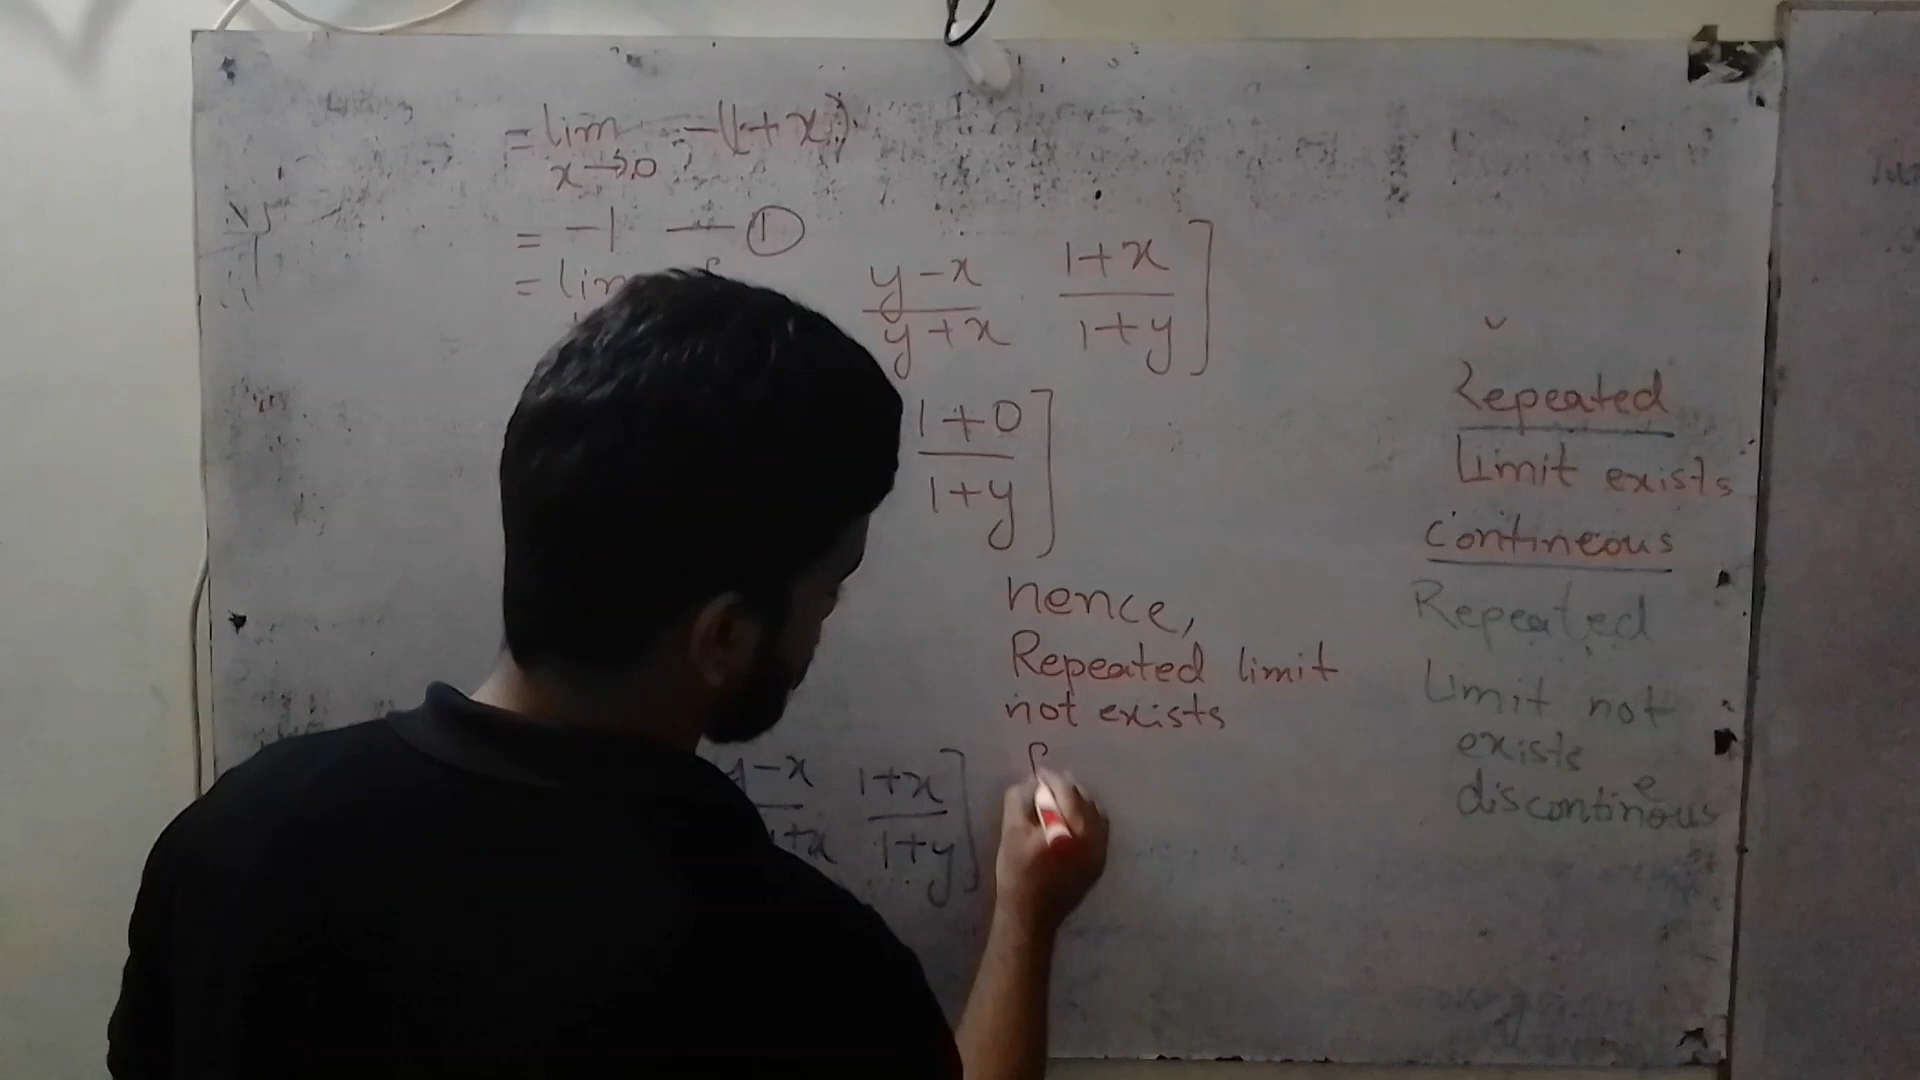 = lim -(1+x)
x→0
= -1 — ①
= lim y-x/y+x · 1+x/1+y]
1+0/1+y]
hence,
Repeated limit
not exists
y-x/y+x 1+x/1+y]
Repeated
Limit exists
contineous
Repeated
Limit not
exists
discontineous